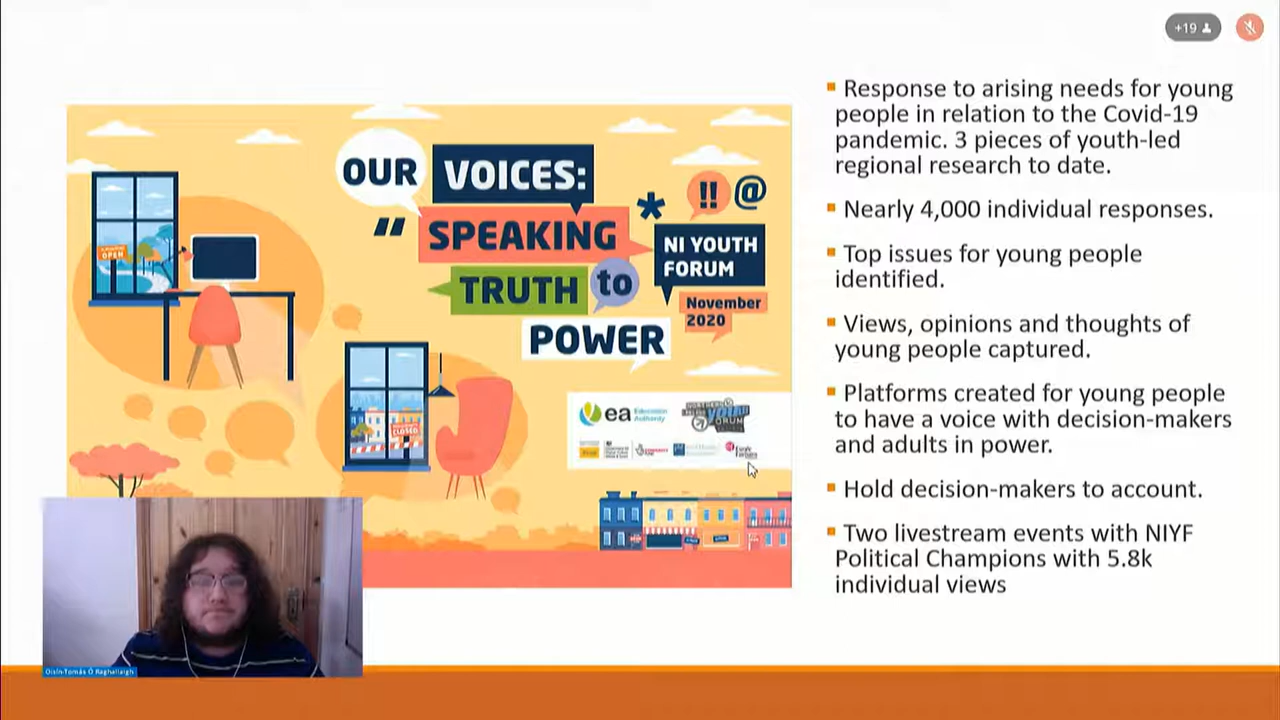 +19
OUR VOICES:
“ SPEAKING
TRUTH to
POWER
* !! @
NI YOUTH
FORUM
November
2020
OPEN
CLOSED
ea Education
Authority
FORUM
Response to arising needs for young
people in relation to the Covid-19
pandemic. 3 pieces of youth-led
regional research to date.
Nearly 4,000 individual responses.
Top issues for young people
identified.
Views, opinions and thoughts of
young people captured.
Platforms created for young people
to have a voice with decision-makers
and adults in power.
Hold decision-makers to account.
Two livestream events with NIYF
Political Champions with 5.8k
individual views
Oisín-Tomás Ó Raghallaigh